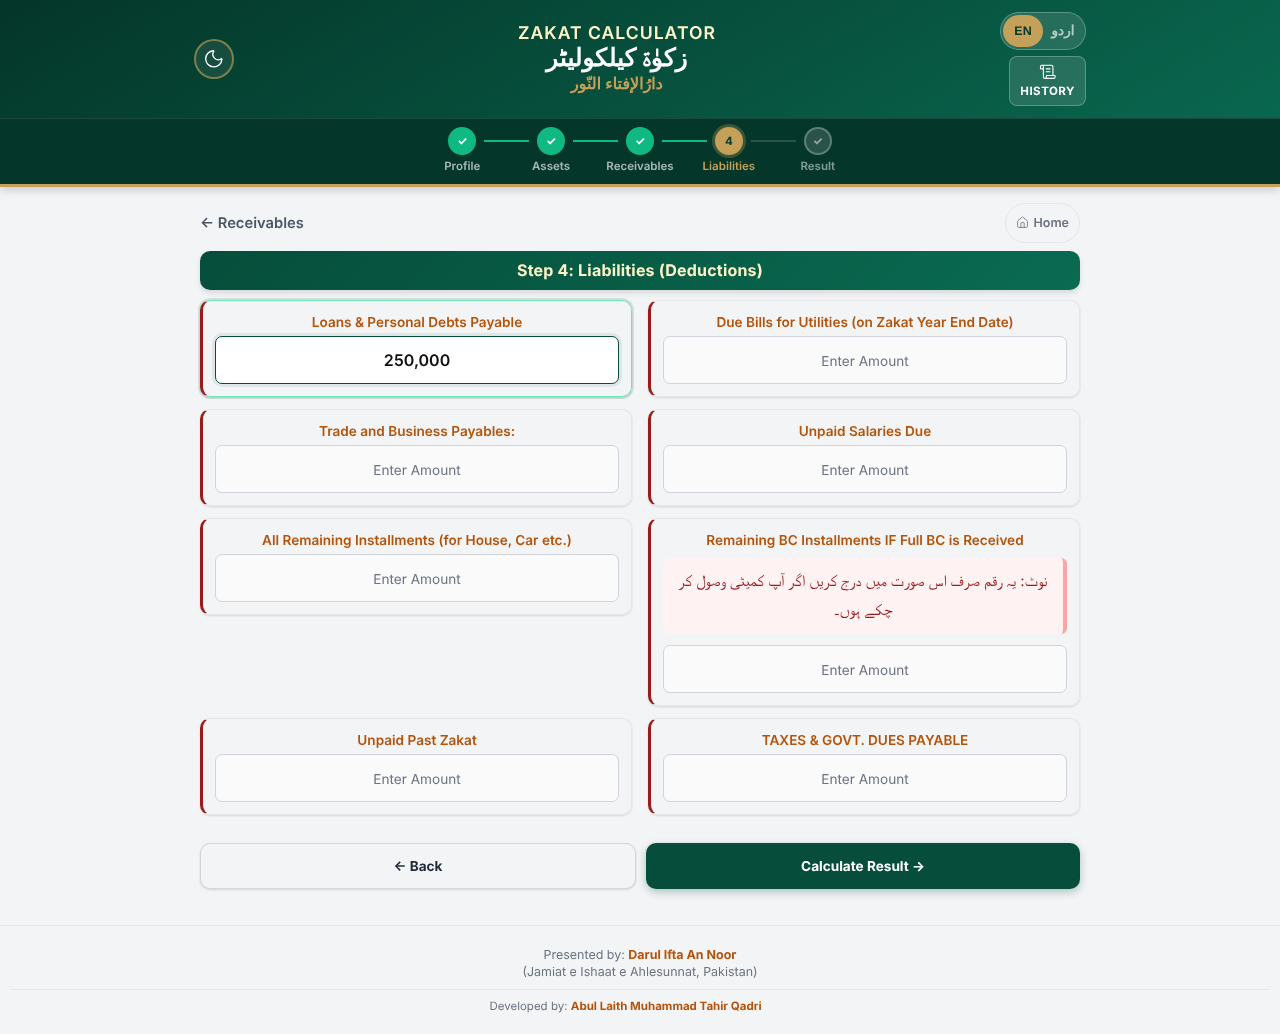 ZAKAT CALCULATOR
زکوٰۃ کیلکولیٹر
دارُالإفتاء النّور
EN
اردو
HISTORY
4
Profile
Assets
Receivables
Liabilities
Result
← Receivables
Home
Step 4: Liabilities (Deductions)
Loans & Personal Debts Payable
250,000
Due Bills for Utilities (on Zakat Year End Date)
Enter Amount
Trade and Business Payables:
Enter Amount
Unpaid Salaries Due
Enter Amount
All Remaining Installments (for House, Car etc.)
Enter Amount
Remaining BC Installments IF Full BC is Received
نوٹ: یہ رقم صرف اس صورت میں درج کریں اگر آپ کمیٹی وصول کر
چکے ہوں۔
Enter Amount
Unpaid Past Zakat
Enter Amount
TAXES & GOVT. DUES PAYABLE
Enter Amount
← Back
Calculate Result →
Presented by: Darul Ifta An Noor
(Jamiat e Ishaat e Ahlesunnat, Pakistan)
Developed by: Abul Laith Muhammad Tahir Qadri